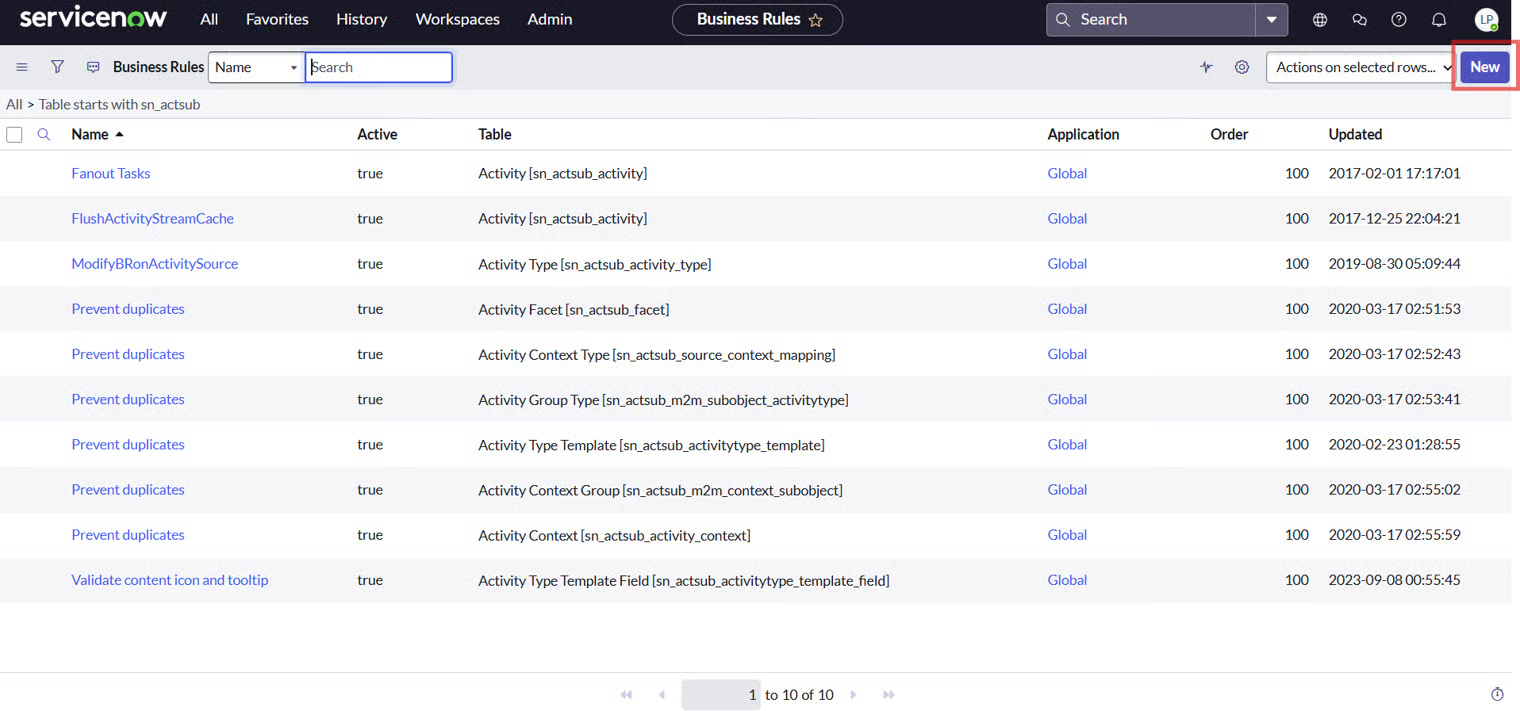 servicenow All Favorites History Workspaces Admin Business Rules Search LP
Business Rules Name Search Actions on selected rows... New
All > Table starts with sn_actsub
Name Active Table Application Order Updated
Fanout Tasks true Activity [sn_actsub_activity] Global 100 2017-02-01 17:17:01
FlushActivityStreamCache true Activity [sn_actsub_activity] Global 100 2017-12-25 22:04:21
ModifyBRonActivitySource true Activity Type [sn_actsub_activity_type] Global 100 2019-08-30 05:09:44
Prevent duplicates true Activity Facet [sn_actsub_facet] Global 100 2020-03-17 02:51:53
Prevent duplicates true Activity Context Type [sn_actsub_source_context_mapping] Global 100 2020-03-17 02:52:43
Prevent duplicates true Activity Group Type [sn_actsub_m2m_subobject_activitytype] Global 100 2020-03-17 02:53:41
Prevent duplicates true Activity Type Template [sn_actsub_activitytype_template] Global 100 2020-02-23 01:28:55
Prevent duplicates true Activity Context Group [sn_actsub_m2m_context_subobject] Global 100 2020-03-17 02:55:02
Prevent duplicates true Activity Context [sn_actsub_activity_context] Global 100 2020-03-17 02:55:59
Validate content icon and tooltip true Activity Type Template Field [sn_actsub_activitytype_template_field] Global 100 2023-09-08 00:55:45
1 to 10 of 10